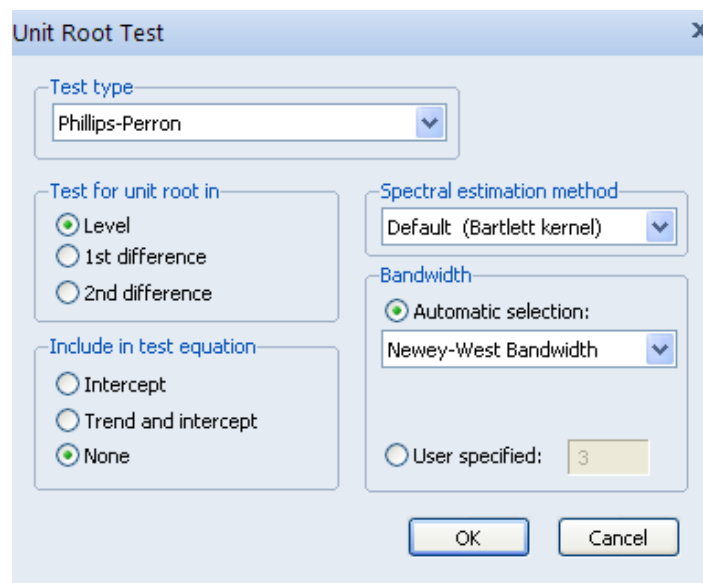 Unit Root Test
x
Test type
Phillips-Perron
Test for unit root in
Level
1st difference
2nd difference
Include in test equation
Intercept
Trend and intercept
None
Spectral estimation method
Default (Bartlett kernel)
Bandwidth
Automatic selection:
Newey-West Bandwidth
User specified: 3
OK Cancel